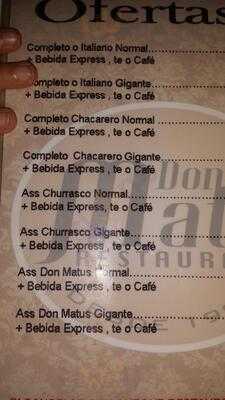 Ofertas
Completo o Italiano Normal....................
+ Bebida Express , te o Café
Completo o Italiano Gigante....................
+ Bebida Express , te o Café
Completo Chacarero Normal ....................
+ Bebida Express , te o Café
Completo Chacarero Gigante....................
+ Bebida Express , te o Café
Ass Churrasco Normal....................
+ Bebida Express, te o Café
Ass Churrasco Gigante....................
+ Bebida Express , te o Café
Ass Don Matus Normal....................
+ Bebida Express , te o Café
Ass Don Matus Gigante....................
+ Bebida Express , te o Café
Don